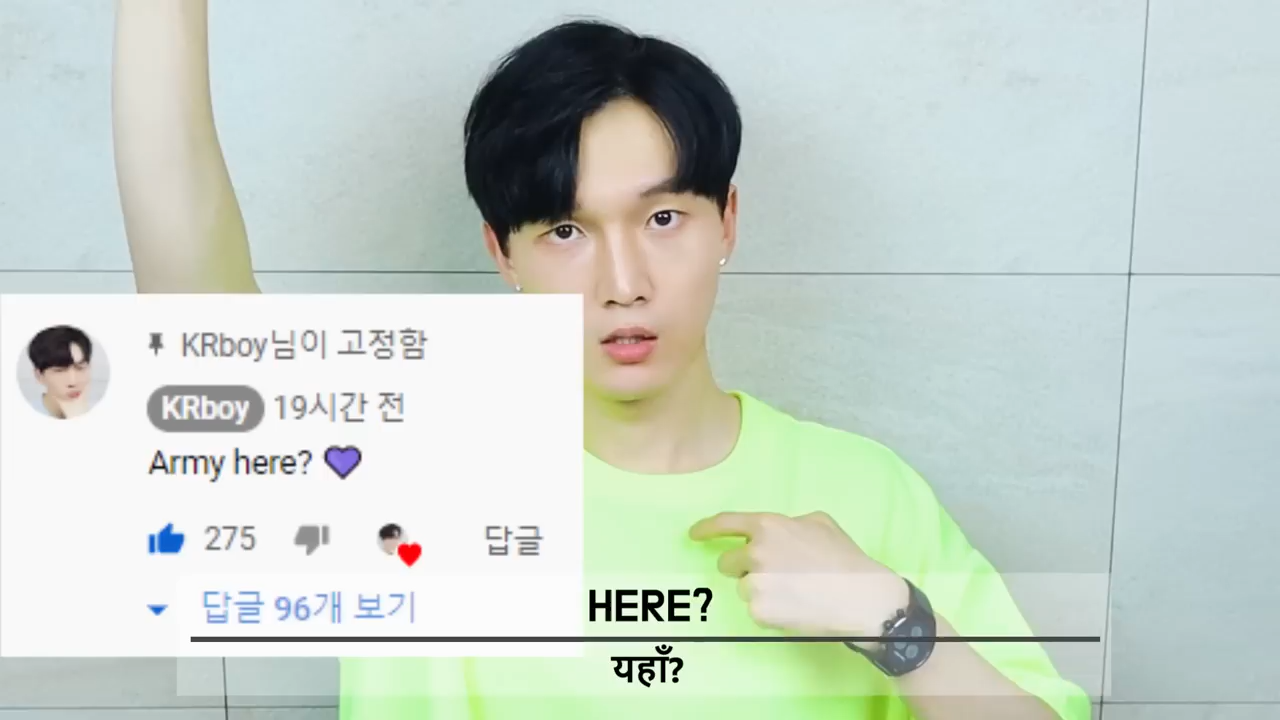 KRboy님이 고정함
KRboy 19시간 전
Army here? 💜
275 답글
답글 96개 보기
HERE?
यहाँ?